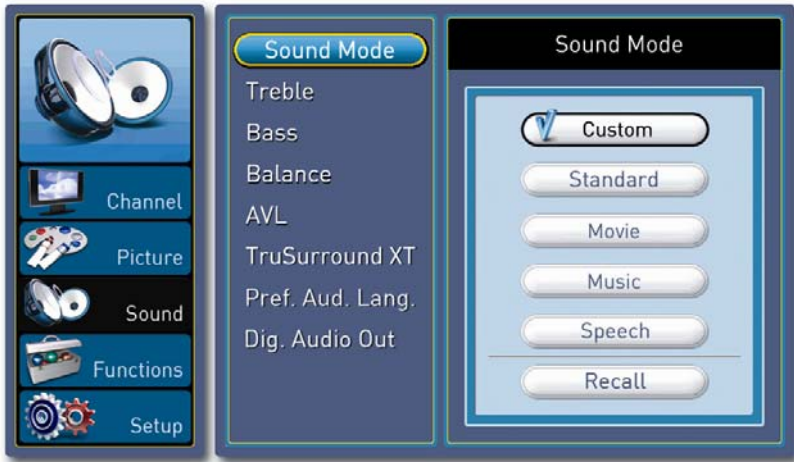 Channel
Picture
Sound
Functions
Setup
Sound Mode
Treble
Bass
Balance
AVL
TruSurround XT
Pref. Aud. Lang.
Dig. Audio Out
Sound Mode
Custom
Standard
Movie
Music
Speech
Recall